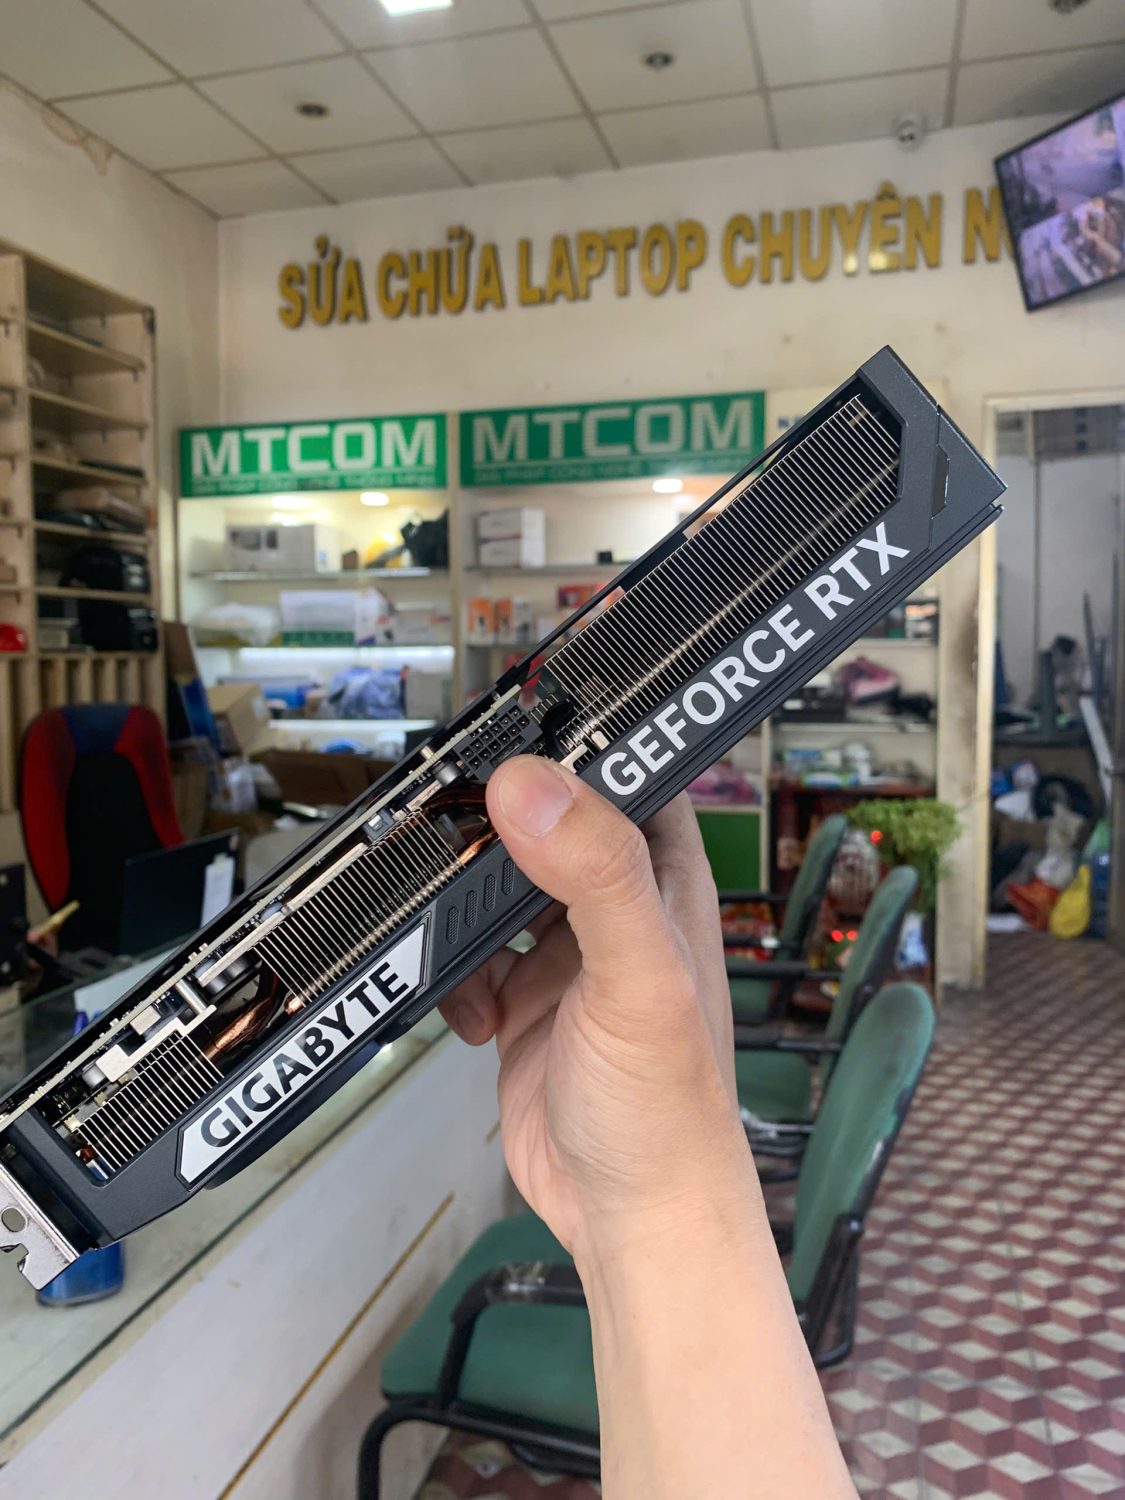 SỬA CHỮA LAPTOP CHUYÊN N
MTCOM
MTCOM
GEFORCE RTX
GIGABYTE